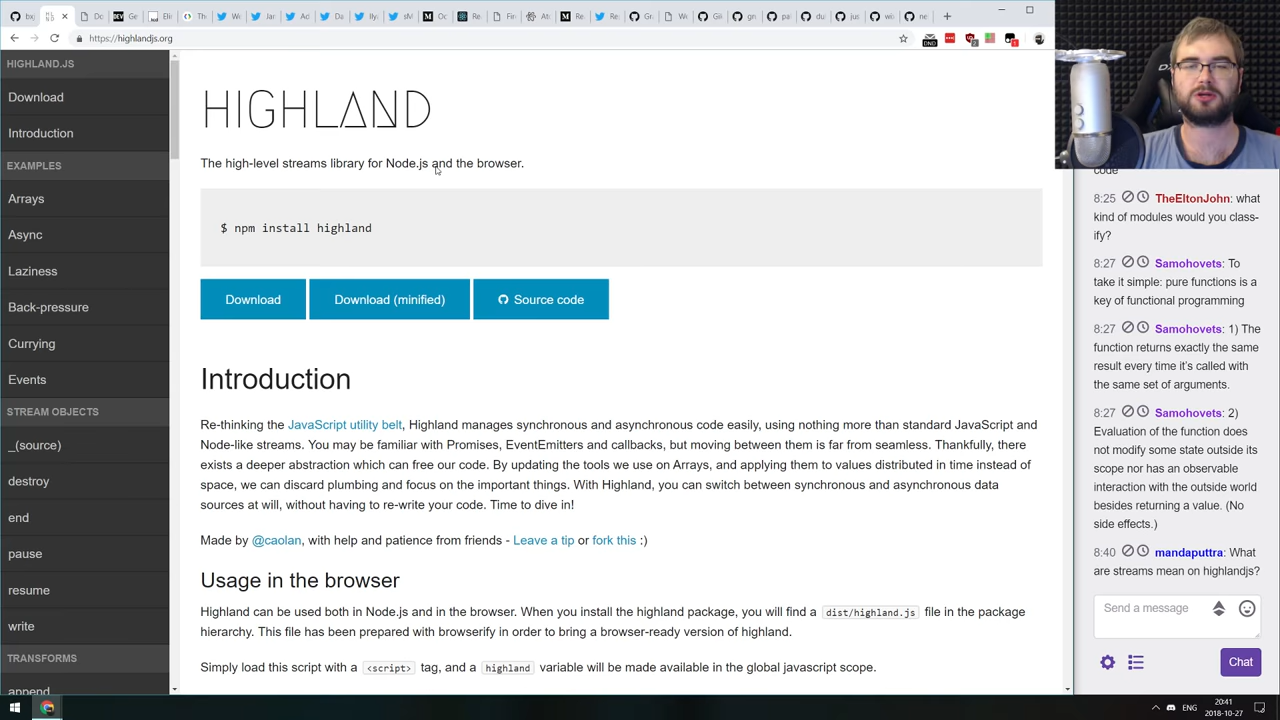 https://highlandjs.org
HIGHLAND.JS
Download
Introduction
EXAMPLES
Arrays
Async
Laziness
Back-pressure
Currying
Events
STREAM OBJECTS
_(source)
destroy
end
pause
resume
write
TRANSFORMS
append
HIGHLAND
The high-level streams library for Node.js and the browser.
$ npm install highland
Download
Download (minified)
Source code
Introduction
Re-thinking the JavaScript utility belt, Highland manages synchronous and asynchronous code easily, using nothing more than standard JavaScript and
Node-like streams. You may be familiar with Promises, EventEmitters and callbacks, but moving between them is far from seamless. Thankfully, there
exists a deeper abstraction which can free our code. By updating the tools we use on Arrays, and applying them to values distributed in time instead of
space, we can discard plumbing and focus on the important things. With Highland, you can switch between synchronous and asynchronous data
sources at will, without having to re-write your code. Time to dive in!
Made by @caolan, with help and patience from friends - Leave a tip or fork this :)
Usage in the browser
Highland can be used both in Node.js and in the browser. When you install the highland package, you will find a dist/highland.js file in the package
hierarchy. This file has been prepared with browserify in order to bring a browser-ready version of highland.
Simply load this script with a <script> tag, and a highland variable will be made available in the global javascript scope.
code
8:25 TheEltonJohn: what
kind of modules would you class-
ify?
8:27 Samohovets: To
take it simple: pure functions is a
key of functional programming
8:27 Samohovets: 1) The
function returns exactly the same
result every time it's called with
the same set of arguments.
8:27 Samohovets: 2)
Evaluation of the function does
not modify some state outside its
scope nor has an observable
interaction with the outside world
besides returning a value. (No
side effects.)
8:40 mandaputtra: What
are streams mean on highlandjs?
Send a message
Chat
ENG
20:41
2018-10-27